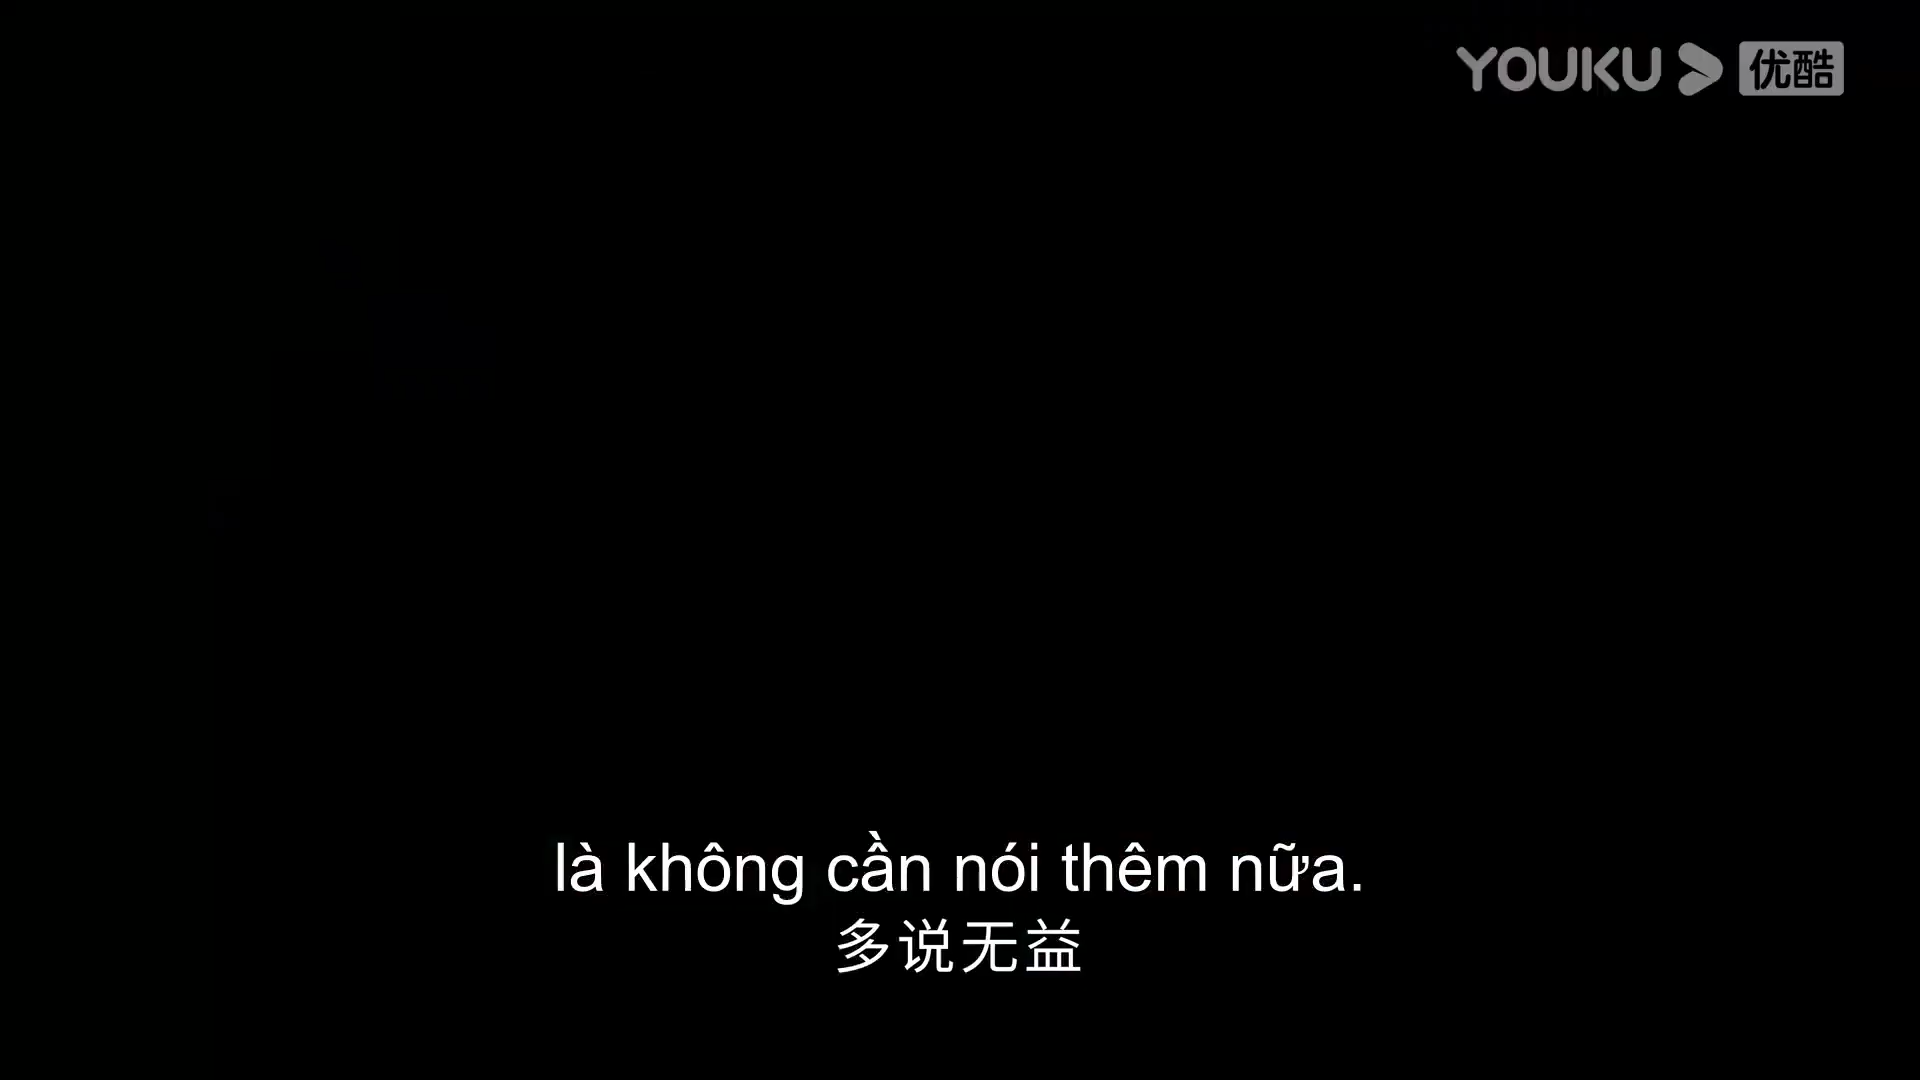 YOUKU 优酷
là không cần nói thêm nữa.
多说无益